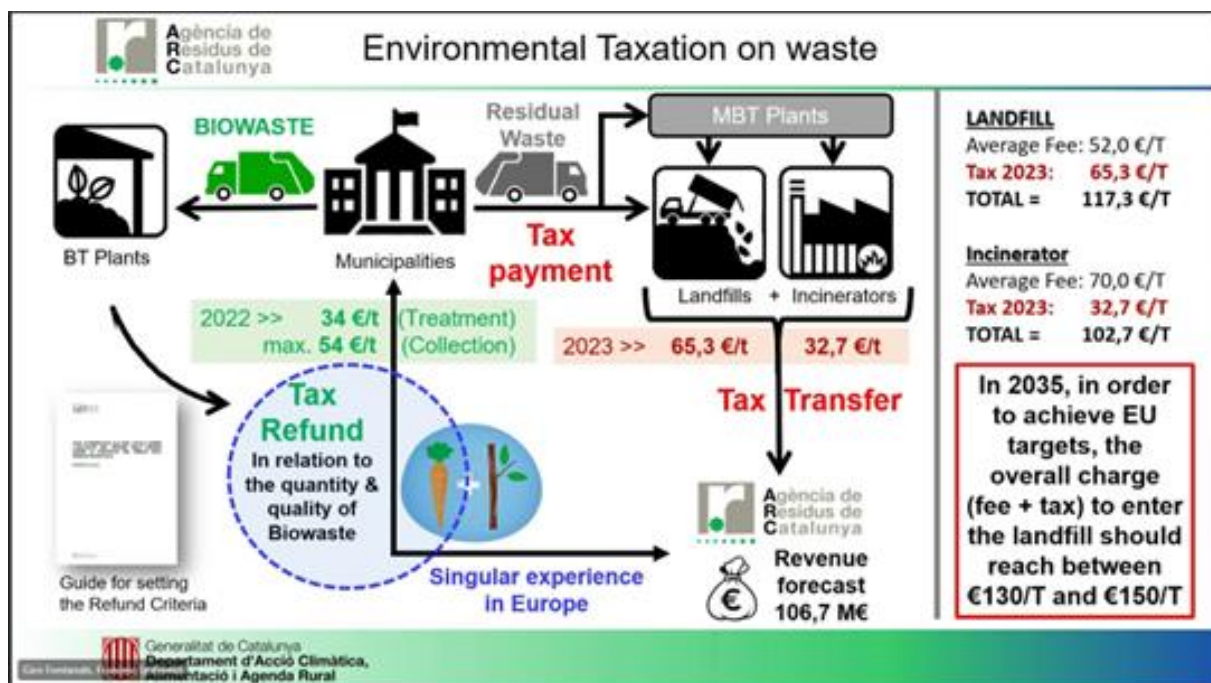 Agència de
Residus de
Catalunya
Environmental Taxation on waste
BIOWASTE
Residual
Waste
MBT Plants
BT Plants
Municipalities
Tax
payment
Landfills + Incinerators
2022 >> 34 €/t (Treatment)
max. 54 €/t (Collection)
2023 >> 65,3 €/t 32,7 €/t
Tax Transfer
Tax
Refund
In relation to
the quantity &
quality of
Biowaste
Guide for setting
the Refund Criteria
Singular experience
in Europe
Agència de
Residus de
Catalunya
Revenue
forecast
106,7 M€
€
LANDFILL
Average Fee: 52,0 €/T
Tax 2023: 65,3 €/T
TOTAL = 117,3 €/T
Incinerator
Average Fee: 70,0 €/T
Tax 2023: 32,7 €/T
TOTAL = 102,7 €/T
In 2035, in order
to achieve EU
targets, the
overall charge
(fee + tax) to enter
the landfill should
reach between
€130/T and €150/T
Generalitat de Catalunya
Departament d'Acció Climàtica,
Alimentació i Agenda Rural